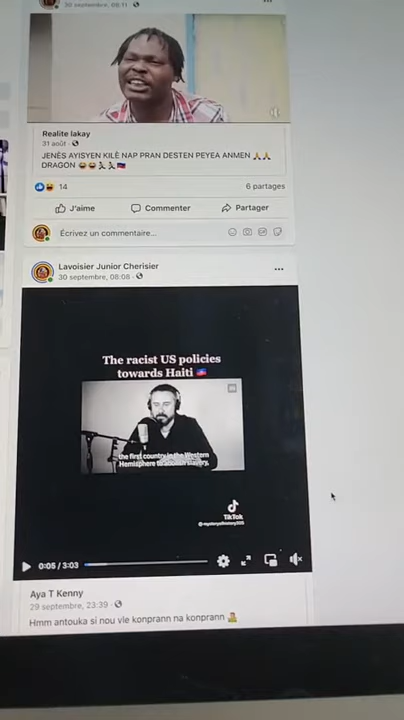 30 septembre, 08:11 ·
Realite lakay
31 août ·
JENÈS AYISYEN KILÈ NAP PRAN DESTEN PEYEA ANMEN 🙏🙏
DRAGON 😂😂👨🏿‍🦽👨🏿‍🦽🇭🇹
14
6 partages
J'aime
Commenter
Partager
Écrivez un commentaire...
Lavoisier Junior Cherisier
30 septembre, 08:08 ·
The racist US policies
towards Haiti 🇭🇹
the first country in the Western
Hemisphere to abolish slavery,
TikTok
0:05 / 3:03
Aya T Kenny
29 septembre, 23:39 ·
Hmm antouka si nou vle konprann na konprann 🤷